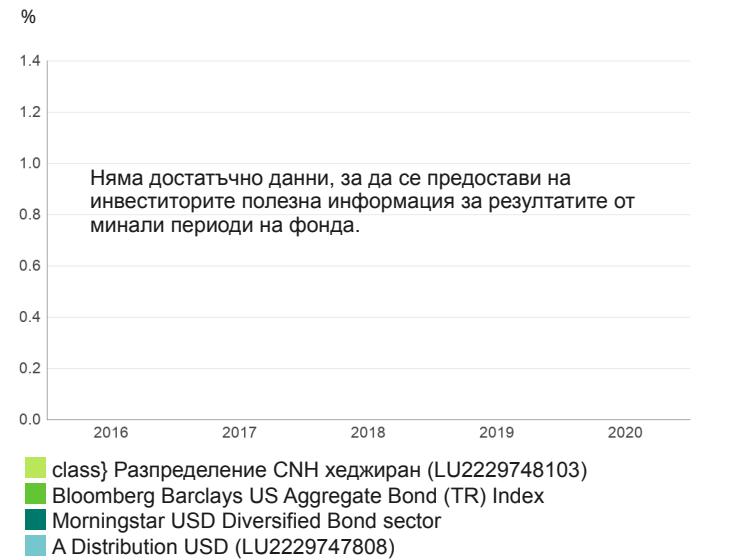 %
1.4
1.2
1.0
Няма достатъчно данни, за да се предостави на
инвеститорите полезна информация за резултатите от
минали периоди на фонда.
0.8
0.6
0.4
0.2
0.0
2016 2017 2018 2019 2020
class} Разпределение CNH хеджиран (LU2229748103)
Bloomberg Barclays US Aggregate Bond (TR) Index
Morningstar USD Diversified Bond sector
A Distribution USD (LU2229747808)